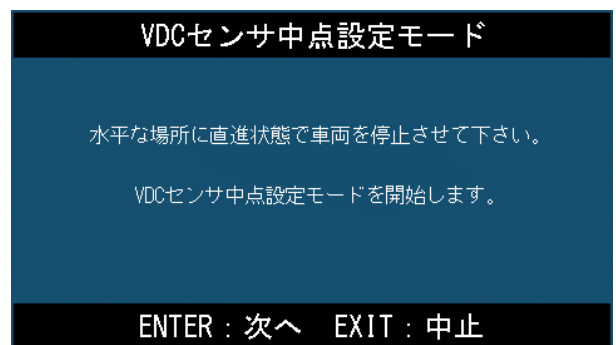 VDCセンサ中点設定モード
水平な場所に直進状態で車両を停止させて下さい。
VDCセンサ中点設定モードを開始します。
ENTER：次へ　EXIT：中止